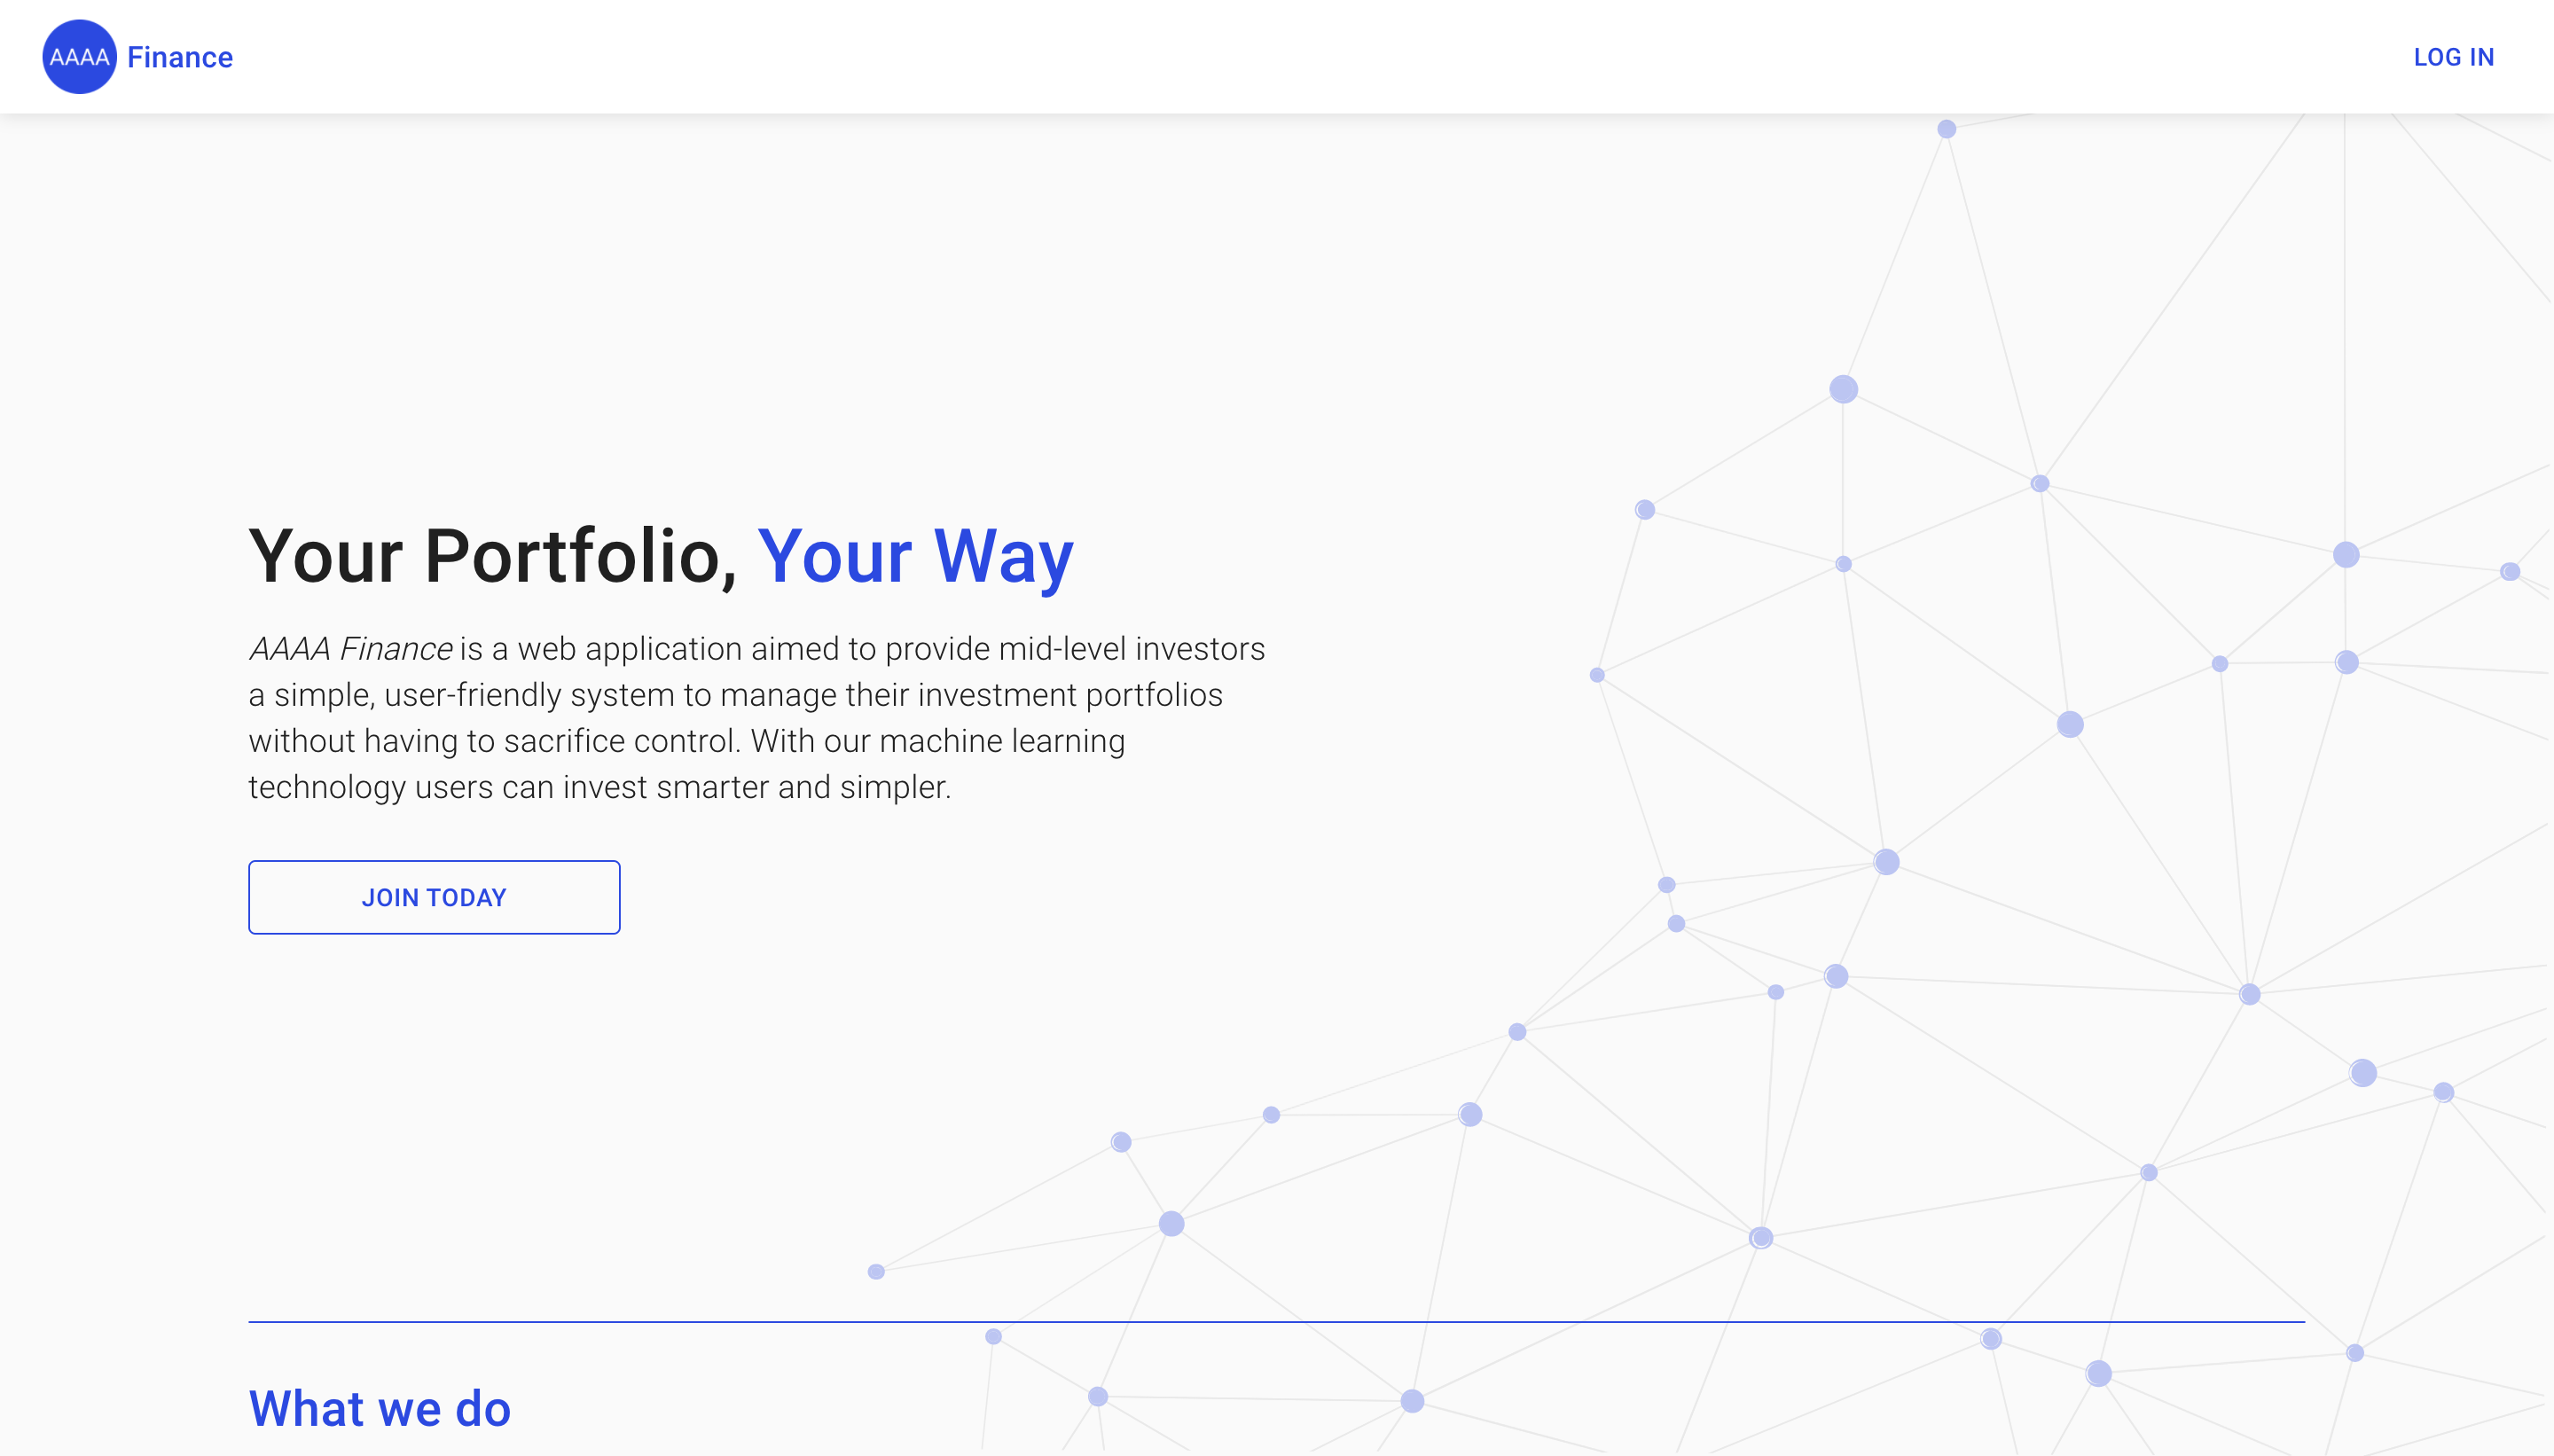 AAAA Finance
LOG IN
Your Portfolio, Your Way
AAAA Finance is a web application aimed to provide mid-level investors
a simple, user-friendly system to manage their investment portfolios
without having to sacrifice control. With our machine learning
technology users can invest smarter and simpler.
JOIN TODAY
What we do